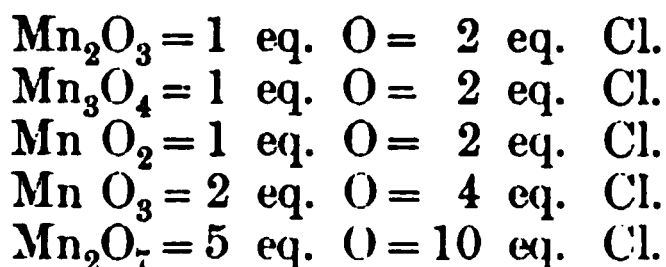 Mn₂O₃ = 1 eq. O = 2 eq. Cl.
Mn₃O₄ = 1 eq. O = 2 eq. Cl.
Mn O₂ = 1 eq. O = 2 eq. Cl.
Mn O₃ = 2 eq. O = 4 eq. Cl.
Mn₂O₇ = 5 eq. O = 10 eq. Cl.